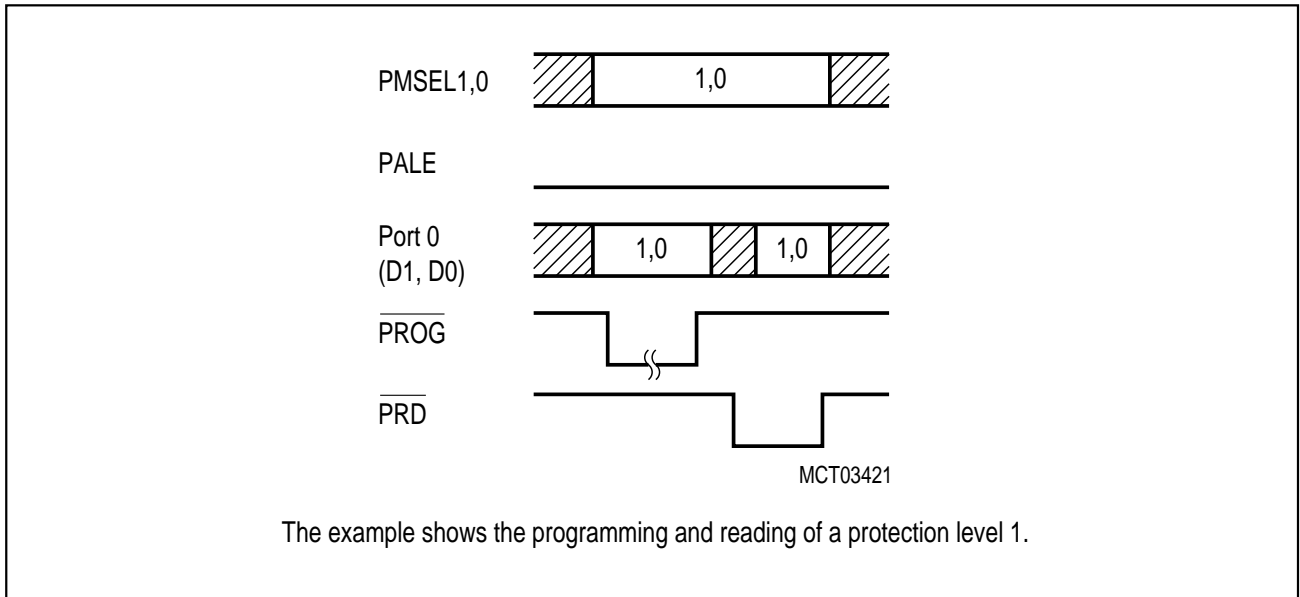 PMSEL1,0
1,0
PALE
Port 0
(D1, D0)
1,0
1,0
PROG
PRD
MCT03421
The example shows the programming and reading of a protection level 1.